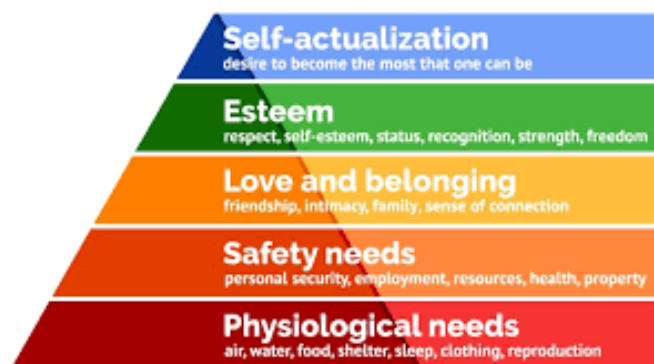 Self-actualization
desire to become the most that one can be
Esteem
respect, self-esteem, status, recognition, strength, freedom
Love and belonging
friendship, intimacy, family, sense of connection
Safety needs
personal security, employment, resources, health, property
Physiological needs
air, water, food, shelter, sleep, clothing, reproduction